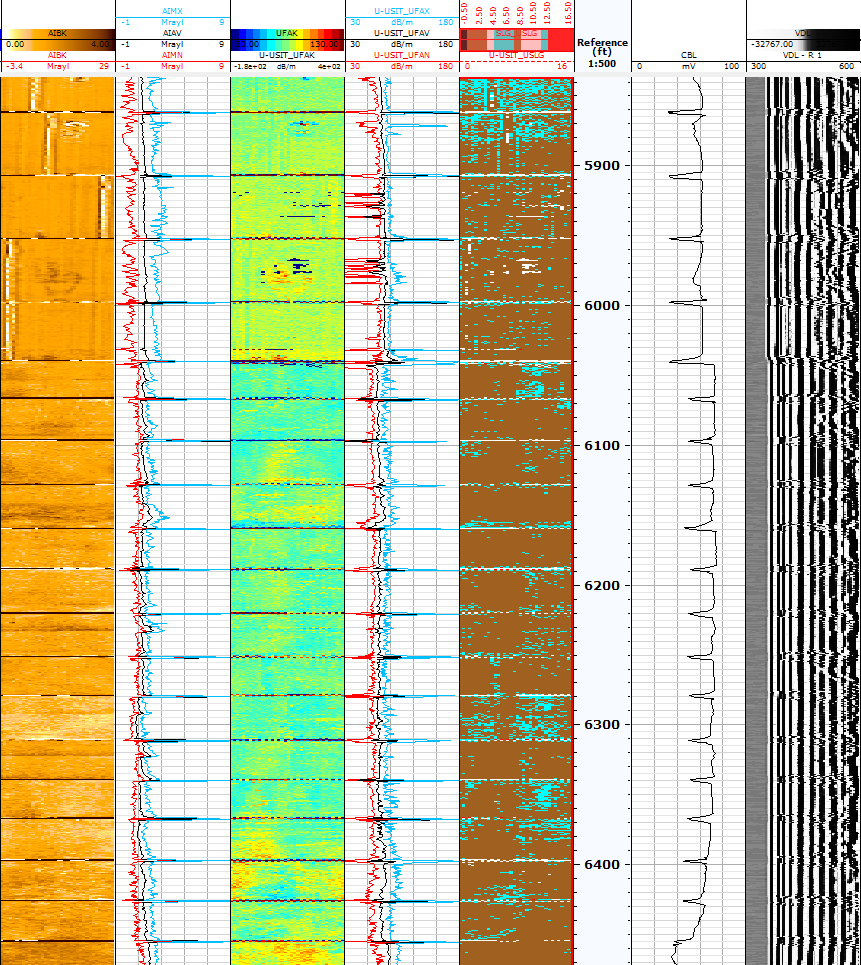 AIMX
-1 Mrayl 9
AIBK
0.00 4.00
AIAV
-1 Mrayl 9
AIBK
-3.4 Mrayl 29
AIMN
-1 Mrayl 9
UFAK
130.00
U-USIT_UFAK
-1.8e+02 dB/m 4e+02
U-USIT_UFAX
30 dB/m 180
U-USIT_UFAV
30 dB/m 180
U-USIT_UFAN
30 dB/m 180
-0.50 2.50 4.50 6.50 8.50 10.50 12.50 16.50
U-USIT_USLG
0 16
Reference
(ft)
1:500
CBL
0 mV 100
VDL
-32767.00
VDL - R 1
300 600
5900
6000
6100
6200
6300
6400